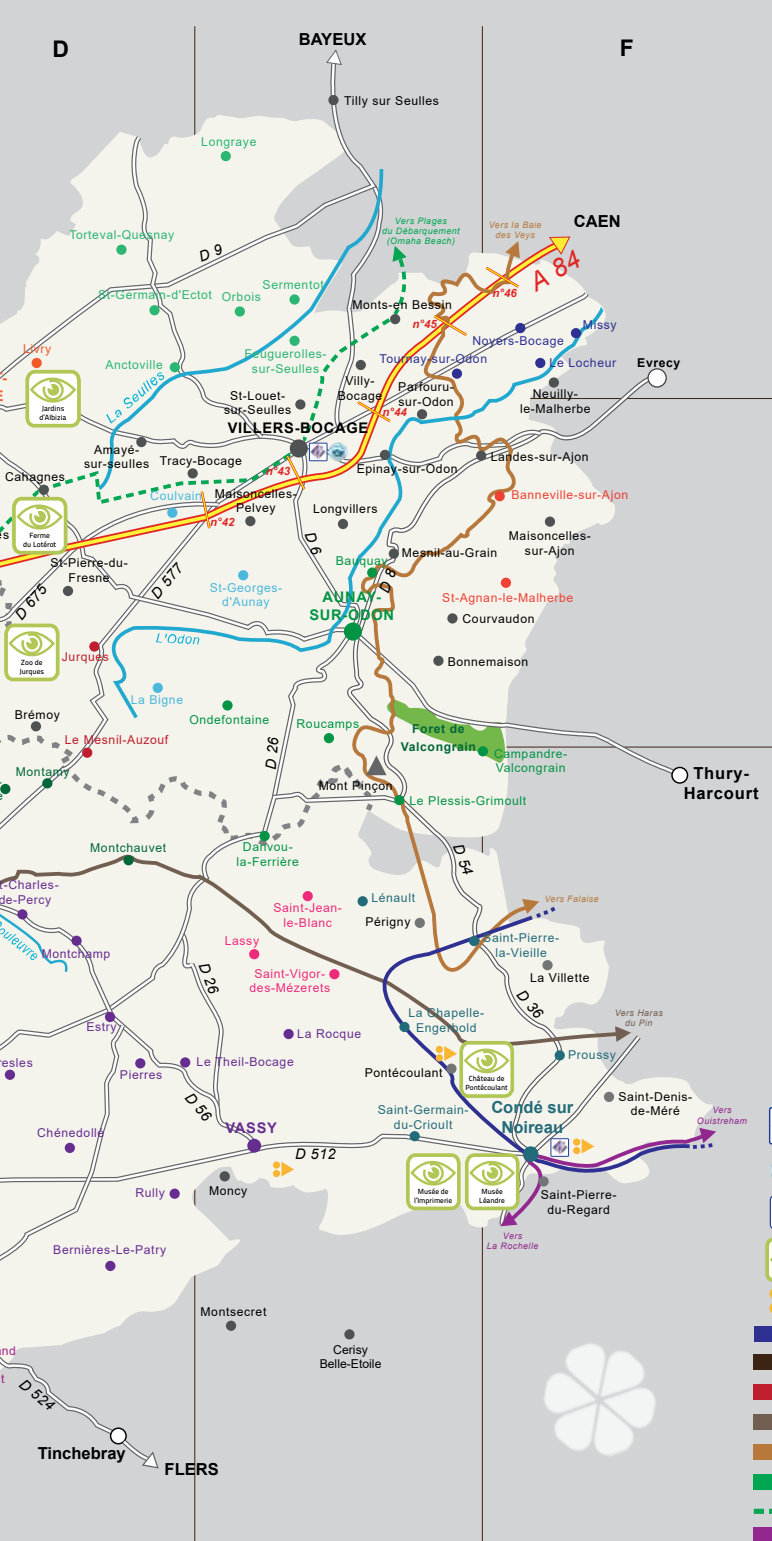 D
BAYEUX
F
Tilly sur Seulles
Longraye
Vers Plages
du Débarquement
(Omaha Beach)
Vers la Baie
des Veys
CAEN
Torteval-Quesnay
D 9
A 84
Sermentot
St-Germain-d'Ectot
Orbois
n°46
Monts-en Bessin
n°45
Missy
Noyers-Bocage
Livry
Feuguerolles-
sur-Seulles
Tournay-sur-Odon
Le Locheur
Evrecy
Anctoville
Villy-
Bocage
Parfouru-
sur-Odon
Neuilly-
le-Malherbe
Jardins
d'Albizia
La Seulles
St-Louet-
sur-Seulles
n°44
VILLERS-BOCAGE
Amayé-
sur-seulles
Tracy-Bocage
n°43
Epinay-sur-Odon
Landes-sur-Ajon
Cahagnes
Coulvain
Maisoncelles-
Pelvey
Banneville-sur-Ajon
Ferme
du Lotérot
n°42
Longvillers
Maisoncelles-
sur-Ajon
es
D 6
St-Pierre-du-
Fresne
Bauquay
Mesnil-au-Grain
D 675
D 577
D 8
St-Georges-
d'Aunay
AUNAY-
SUR-ODON
St-Agnan-le-Malherbe
Courvaudon
L'Odon
Zoo de
Jurques
Jurques
Bonnemaison
La Bigne
Brémoy
Ondefontaine
Roucamps
Foret de
Valcongrain
Le Mesnil-Auzouf
D 26
Campandre-
Valcongrain
Montamy
Mont Pinçon
Thury-
Harcourt
e
Le Plessis-Grimoult
Montchauvet
Danvou-
la-Ferrière
D 54
t-Charles-
de-Percy
Saint-Jean-
le-Blanc
Lénault
Vers Falaise
Périgny
Souleuvre
Montchamp
Lassy
Saint-Pierre-
la-Vieille
Saint-Vigor-
des-Mézerets
La Villette
D 26
D 36
La Chapelle-
Engerbold
Vers Haras
du Pin
Estry
La Rocque
resles
Pierres
Le Theil-Bocage
Pontécoulant
Château de
Pontécoulant
Proussy
D 56
Saint-Germain-
du-Crioult
Condé sur
Noireau
Saint-Denis-
de-Méré
Vers
Ouistreham
Chénedollé
VASSY
D 512
Rully
Moncy
Musée de
l'Imprimerie
Musée
Léandre
Saint-Pierre-
du-Regard
Vers
La Rochelle
Bernières-Le-Patry
Montsecret
Cerisy
Belle-Etoile
and
t
D 524
Tinchebray
FLERS